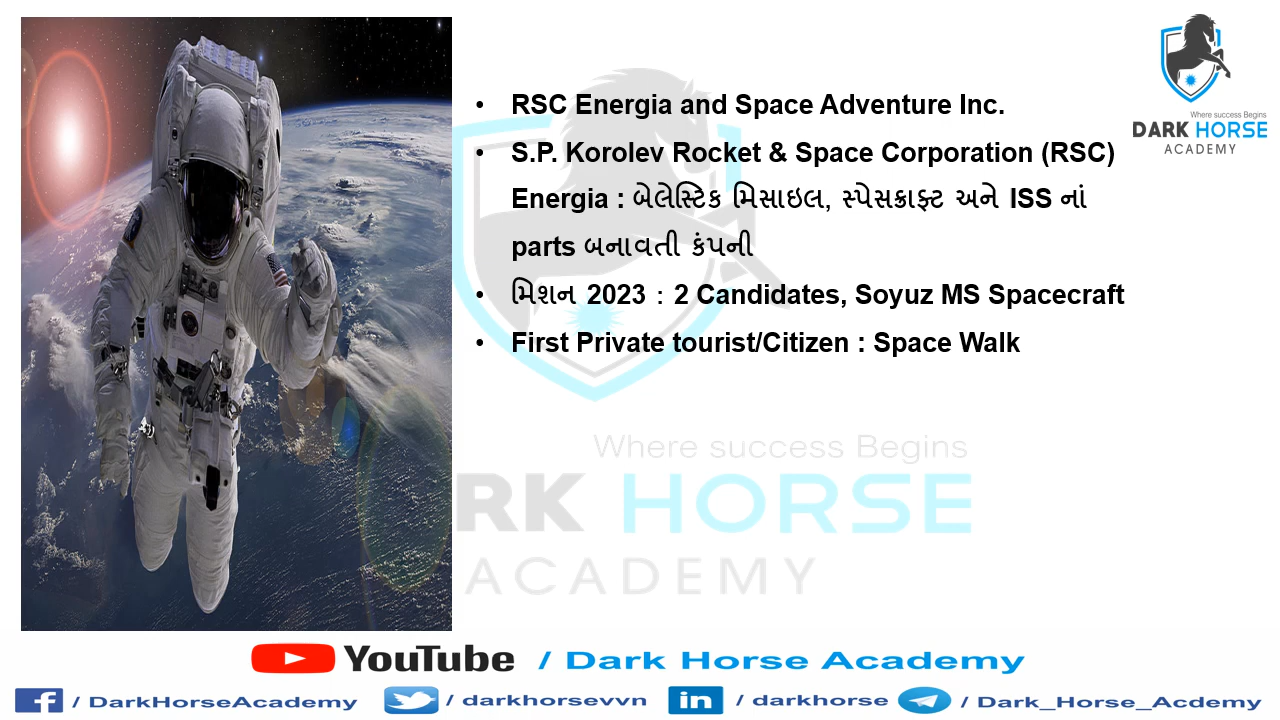 Where success Begins
DARK HORSE
ACADEMY
• RSC Energia and Space Adventure Inc.
• S.P. Korolev Rocket & Space Corporation (RSC)
Energia : બેલેસ્ટિક મિસાઇલ, સ્પેસક્રાફ્ટ અને ISS નાં
parts બનાવતી કંપની
• મિશન 2023 : 2 Candidates, Soyuz MS Spacecraft
• First Private tourist/Citizen : Space Walk
Where success Begins
RK HORSE
ACADEMY
YouTube / Dark Horse Academy
f / DarkHorseAcademy / darkhorsevvn in / darkhorse / Dark_Horse_Acdemy